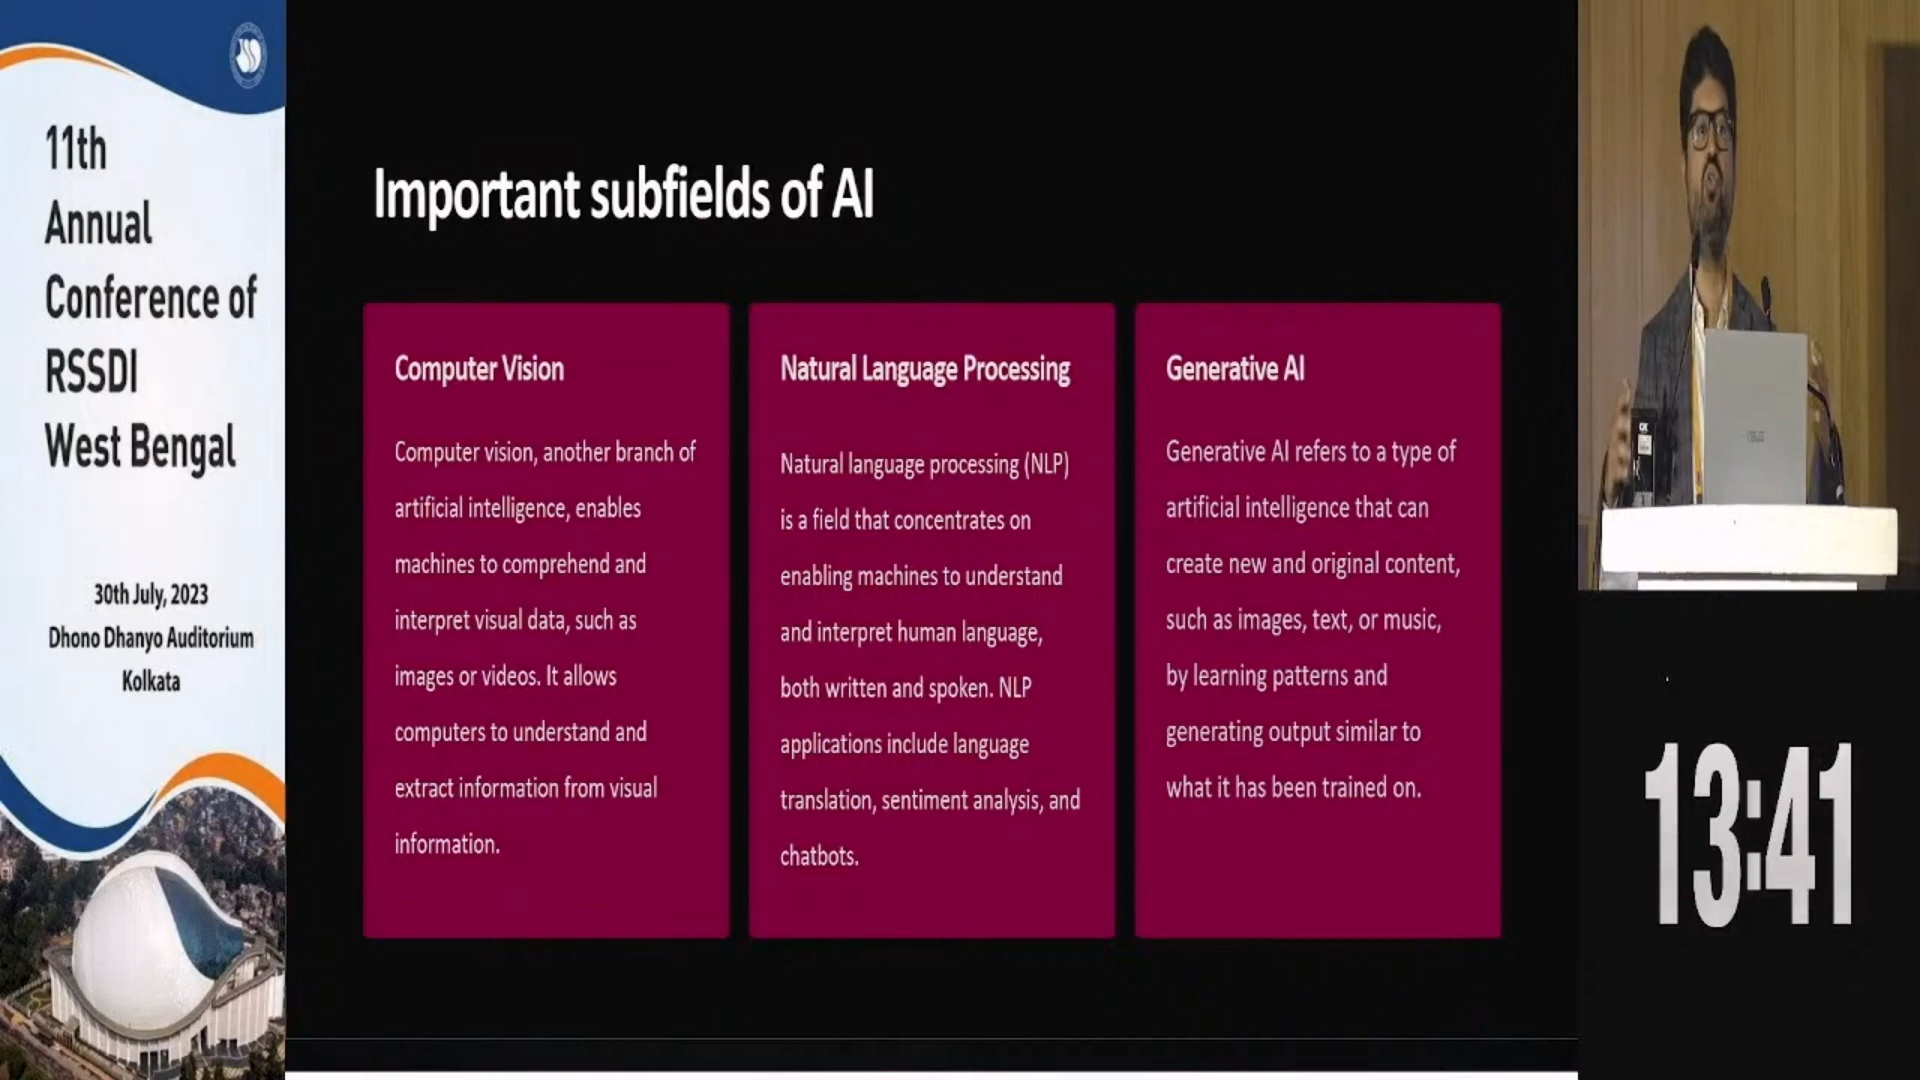 11th
Annual
Conference of
RSSDI
West Bengal
30th July, 2023
Dhono Dhanyo Auditorium
Kolkata
Important subfields of AI
Computer Vision
Computer vision, another branch of
artificial intelligence, enables
machines to comprehend and
interpret visual data, such as
images or videos. It allows
computers to understand and
extract information from visual
information.
Natural Language Processing
Natural language processing (NLP)
is a field that concentrates on
enabling machines to understand
and interpret human language,
both written and spoken. NLP
applications include language
translation, sentiment analysis, and
chatbots.
Generative AI
Generative AI refers to a type of
artificial intelligence that can
create new and original content,
such as images, text, or music,
by learning patterns and
generating output similar to
what it has been trained on.
13:41